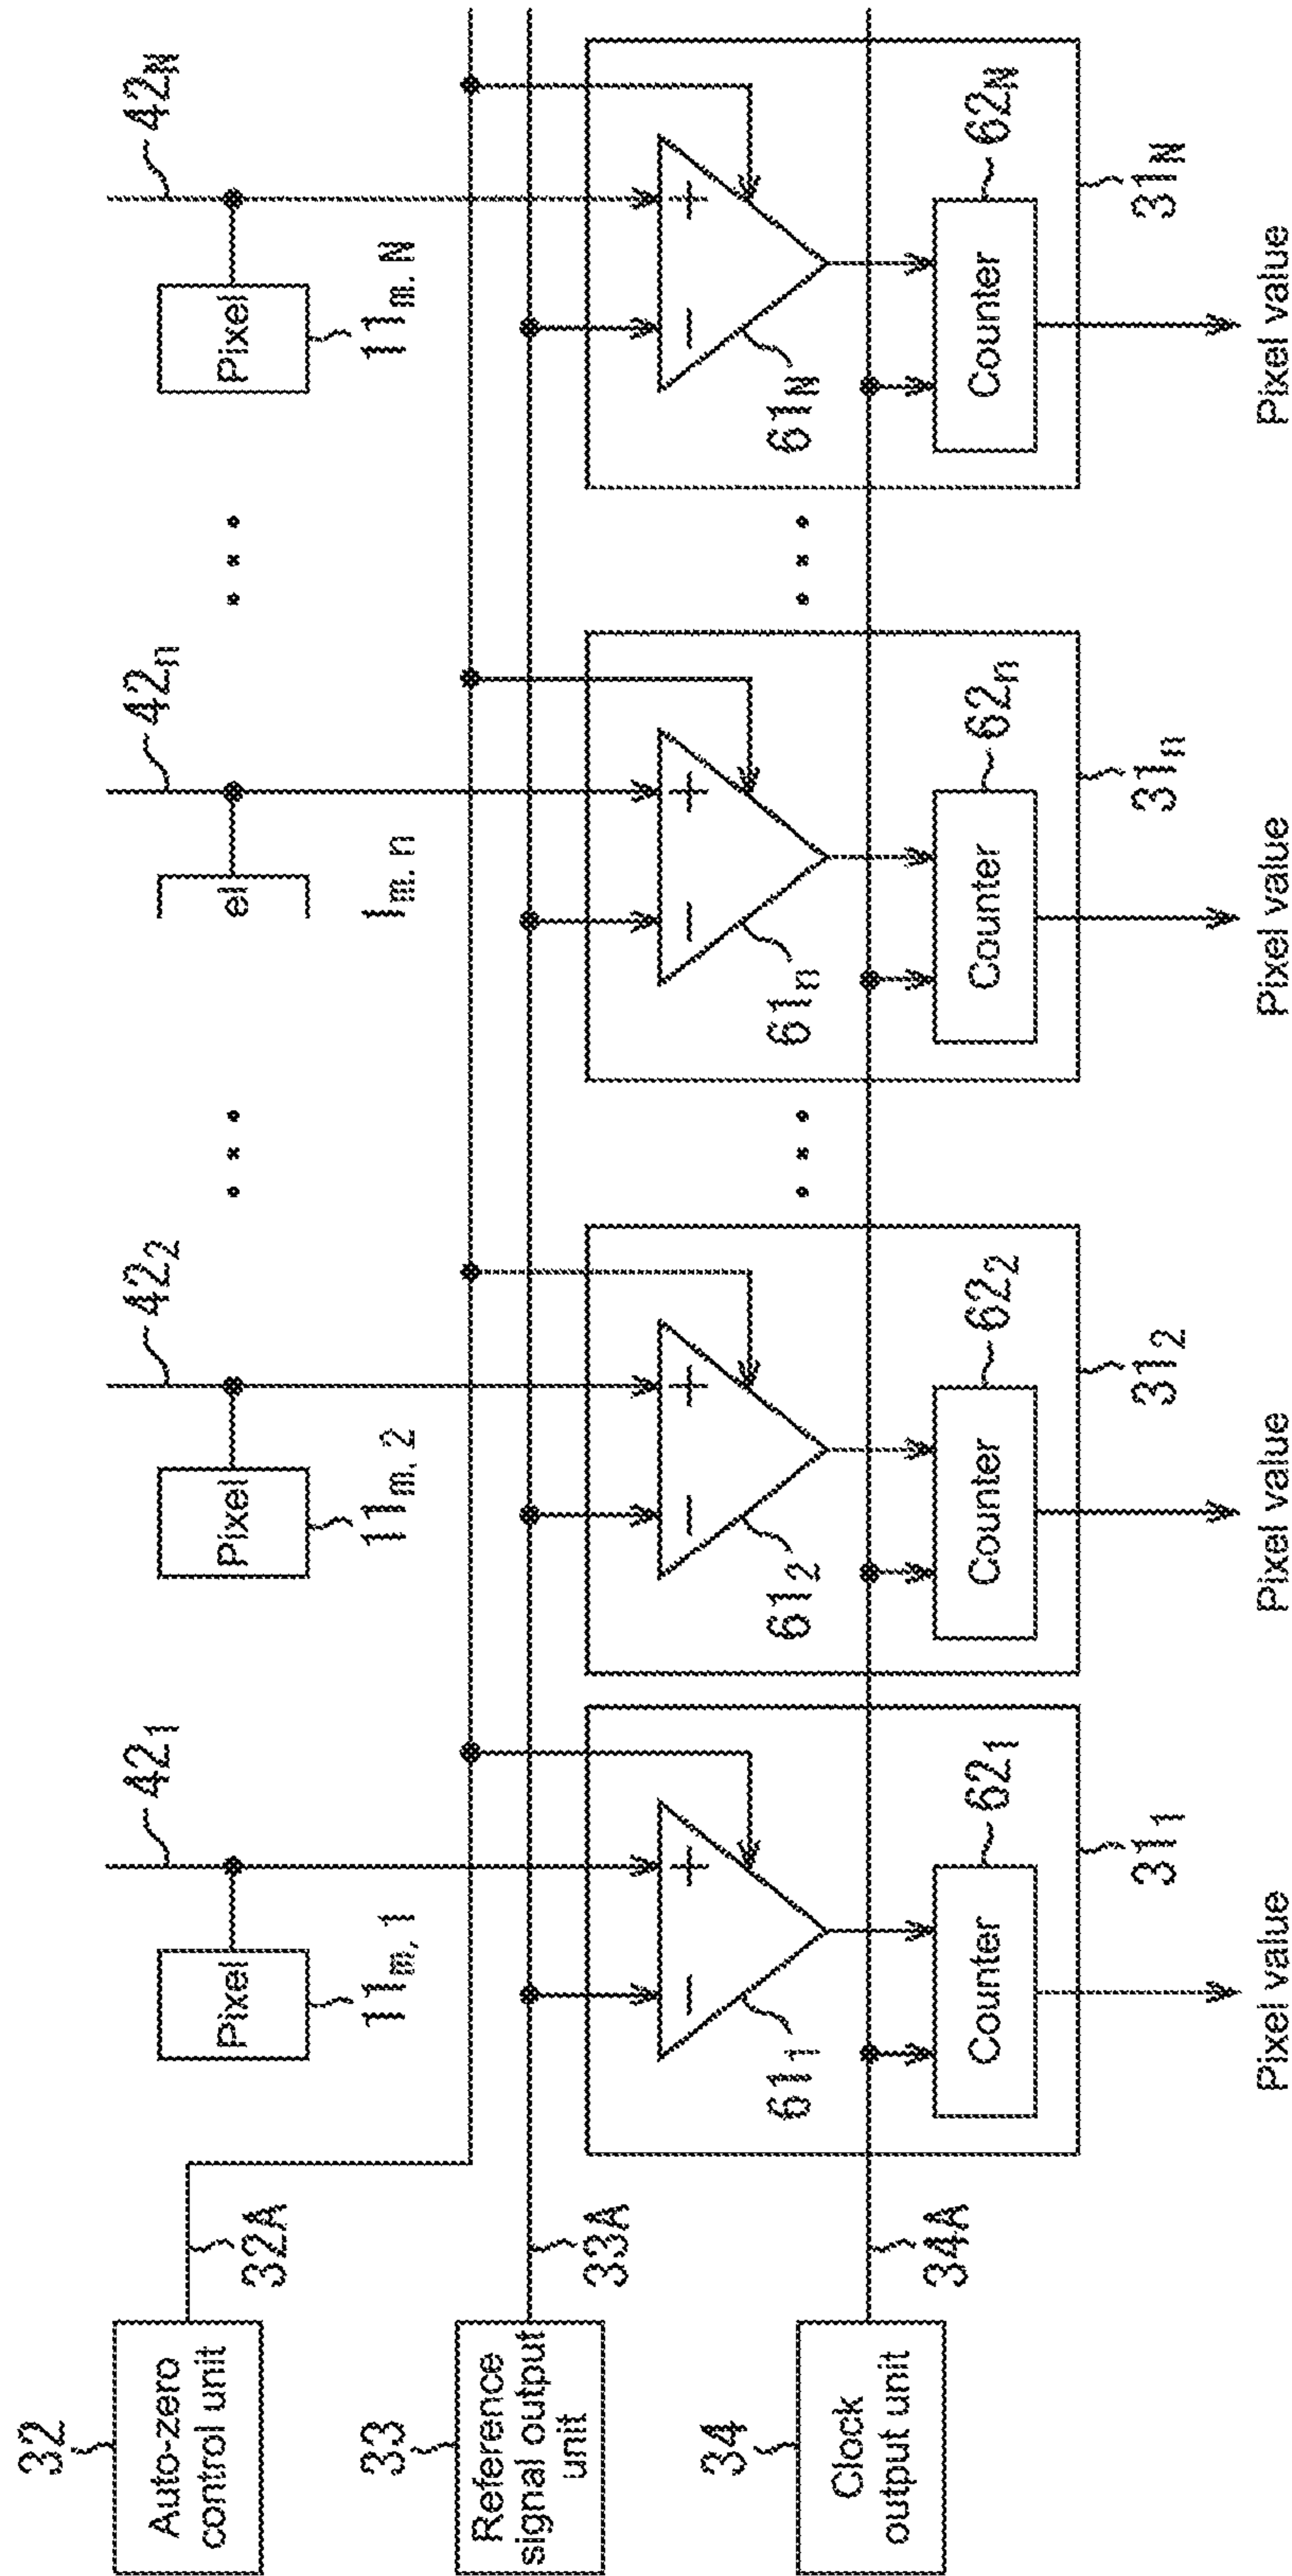 32
Auto-zero
control unit
32A
33
Reference
signal output
unit
33A
34
Clock
output unit
34A
Pixel
11m, 1
42₁
61₁
Counter
62₁
31₁
Pixel value
Pixel
11m, 2
42₂
61₂
Counter
62₂
31₂
Pixel value
el
1m, n
42n
61n
Counter
62n
31n
Pixel value
Pixel
11m, N
42N
61N
Counter
62N
31N
Pixel value